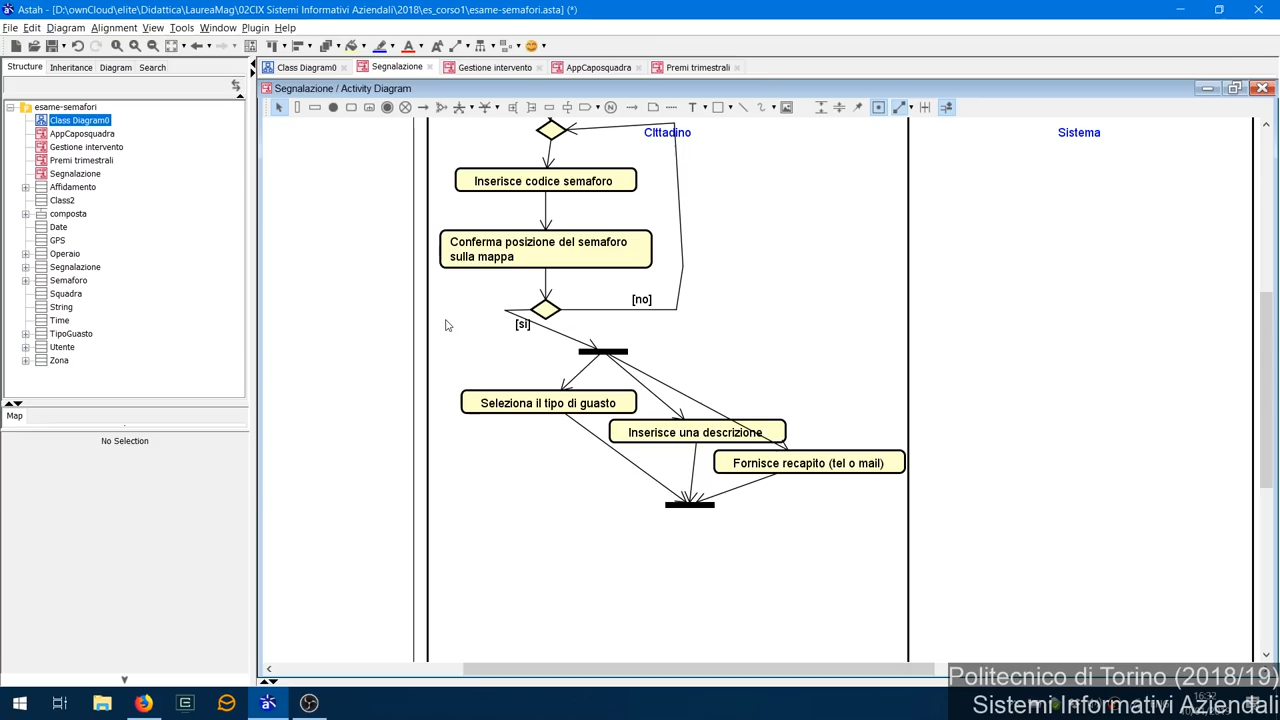 Astah - [D:\ownCloud\elite\Didattica\LaureaMag\02CIX Sistemi Informativi Aziendali\2018\es_corso1\esame-semafori.asta] (*)
File Edit Diagram Alignment View Tools Window Plugin Help
Structure Inheritance Diagram Search
Class Diagram0 Segnalazione Gestione intervento AppCaposquadra Premi trimestrali
Segnalazione / Activity Diagram
esame-semafori
Class Diagram0
AppCaposquadra
Gestione intervento
Premi trimestrali
Segnalazione
Affidamento
Class2
composta
Date
GPS
Operaio
Segnalazione
Semaforo
Squadra
String
Time
TipoGuasto
Utente
Zona
Map
No Selection
CIttadino
Sistema
Inserisce codice semaforo
Conferma posizione del semaforo
sulla mappa
[no]
[si]
Seleziona il tipo di guasto
Inserisce una descrizione
Fornisce recapito (tel o mail)
Politecnico di Torino (2018/19)
Sistemi Informativi Aziendali